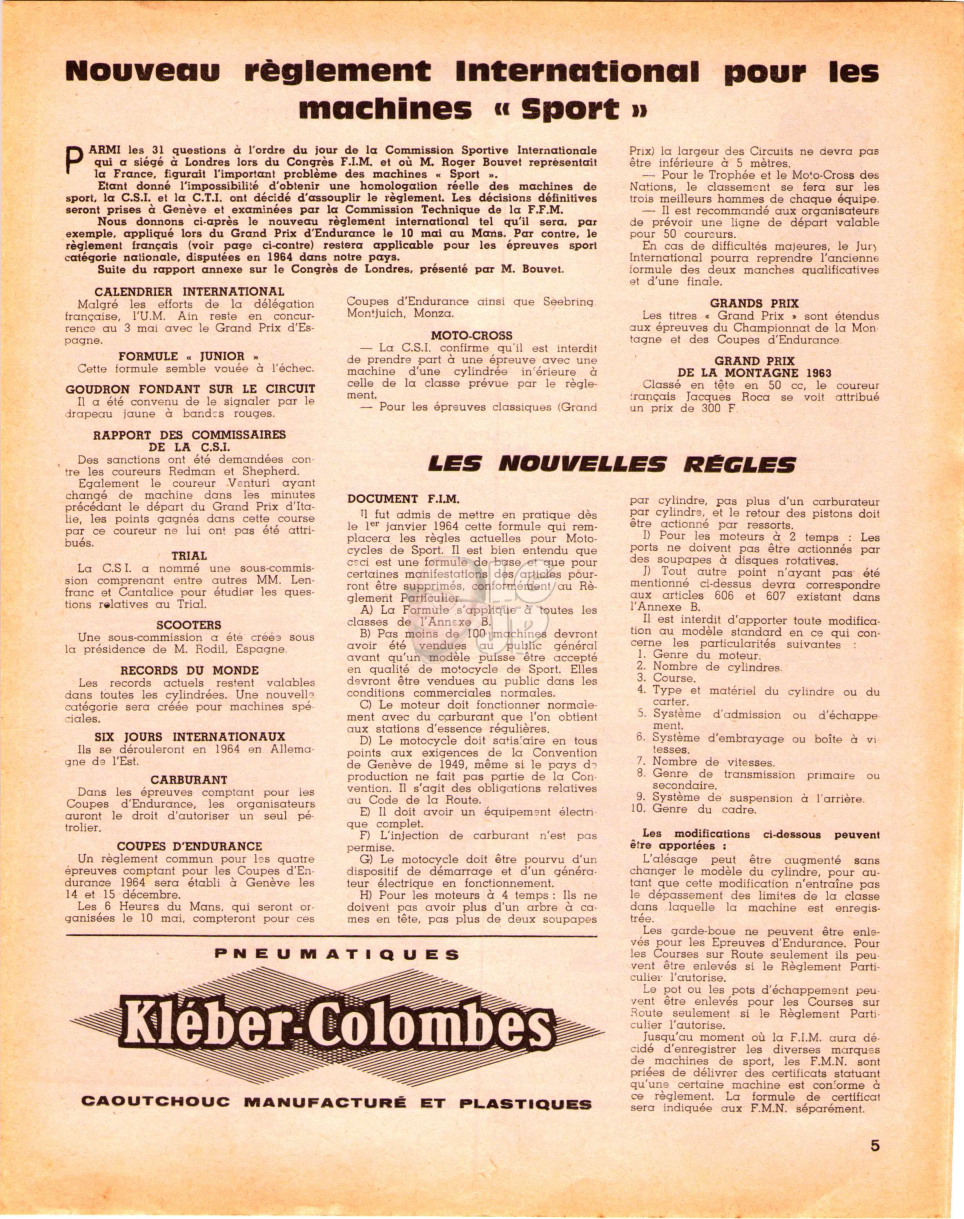 Nouveau règlement International pour les
machines « Sport »
PARMI les 31 questions à l'ordre du jour de la Commission Sportive Internationale
qui a siégé à Londres lors du Congrès F.I.M. et où M. Roger Bouvet représentait
la France, figurait l'important problème des machines « Sport ».
Etant donné l'impossibilité d'obtenir une homologation réelle des machines de
sport, la C.S.I. et la C.T.I. ont décidé d'assouplir le règlement. Les décisions définitives
seront prises à Genève et examinées par la Commission Technique de la F.F.M.
Nous donnons ci-après le nouveau règlement international tel qu'il sera, par
exemple, appliqué lors du Grand Prix d'Endurance le 10 mai au Mans. Par contre, le
règlement français (voir page ci-contre) restera applicable pour les épreuves sport
catégorie nationale, disputées en 1964 dans notre pays.
Suite du rapport annexe sur le Congrès de Londres, présenté par M. Bouvet.
CALENDRIER INTERNATIONAL
Malgré les efforts de la délégation
française, l'U.M. Ain reste en concur-
rence au 3 mai avec le Grand Prix d'Es-
pagne.
FORMULE « JUNIOR »
Cette formule semble vouée à l'échec.
GOUDRON FONDANT SUR LE CIRCUIT
Il a été convenu de le signaler par le
drapeau jaune à bandes rouges.
RAPPORT DES COMMISSAIRES
DE LA C.S.I.
Des sanctions ont été demandées con-
tre les coureurs Redman et Shepherd.
Egalement le coureur Venturi ayant
changé de machine dans les minutes
précédant le départ du Grand Prix d'Ita-
lie, les points gagnés dans cette course
par ce coureur ne lui ont pas été attri-
bués.
TRIAL
La C.S.I. a nommé une sous-commis-
sion comprenant entre autres MM. Len-
franc et Cantalice pour étudier les ques-
tions relatives au Trial.
SCOOTERS
Une sous-commission a été créée sous
la présidence de M. Rodil, Espagne.
RECORDS DU MONDE
Les records actuels restent valables
dans toutes les cylindrées. Une nouvelle
catégorie sera créée pour machines spé-
ciales.
SIX JOURS INTERNATIONAUX
Ils se dérouleront en 1964 en Allema-
gne de l'Est.
CARBURANT
Dans les épreuves comptant pour les
Coupes d'Endurance, les organisateurs
auront le droit d'autoriser un seul pé-
trolier.
COUPES D'ENDURANCE
Un règlement commun pour les quatre
épreuves comptant pour les Coupes d'En-
durance 1964 sera établi à Genève les
14 et 15 décembre.
Les 6 Heures du Mans, qui seront or-
ganisées le 10 mai, compteront pour ces
Coupes d'Endurance ainsi que Seebring
Montjuich, Monza.
MOTO-CROSS
— La C.S.I. confirme qu'il est interdit
de prendre part à une épreuve avec une
machine d'une cylindrée inférieure à
celle de la classe prévue par le règle-
ment.
— Pour les épreuves classiques (Grand
Prix) la largeur des Circuits ne devra pas
être inférieure à 5 mètres.
— Pour le Trophée et le Moto-Cross des
Nations, le classement se fera sur les
trois meilleurs hommes de chaque équipe.
— Il est recommandé aux organisateurs
de prévoir une ligne de départ valable
pour 50 coureurs.
En cas de difficultés majeures, le Jury
International pourra reprendre l'ancienne
formule des deux manches qualificatives
et d'une finale.
GRANDS PRIX
Les titres « Grand Prix » sont étendus
aux épreuves du Championnat de la Mon
tagne et des Coupes d'Endurance
GRAND PRIX
DE LA MONTAGNE 1963
Classé en tête en 50 cc, le coureur
français Jacques Roca se voit attribué
un prix de 300 F
LES NOUVELLES RÉGLES
DOCUMENT F.I.M.
Il fut admis de mettre en pratique dès
le 1er janvier 1964 cette formule qui rem-
placera les règles actuelles pour Moto-
cycles de Sport. Il est bien entendu que
ceci est une formule de base et que pour
certaines manifestations des articles pour-
ront être supprimés, conformément au Rè-
glement Particulier.
A) La Formule s'applique à toutes les
classes de l'Annexe B.
B) Pas moins de 100 machines devront
avoir été vendues au public général
avant qu'un modèle puisse être accepté
en qualité de motocycle de Sport. Elles
devront être vendues au public dans les
conditions commerciales normales.
C) Le moteur doit fonctionner normale-
ment avec du carburant que l'on obtient
aux stations d'essence régulières.
D) Le motocycle doit satisfaire en tous
points aux exigences de la Convention
de Genève de 1949, même si le pays de
production ne fait pas partie de la Con-
vention. Il s'agit des obligations relatives
au Code de la Route.
E) Il doit avoir un équipement électri
que complet.
F) L'injection de carburant n'est pas
permise.
G) Le motocycle doit être pourvu d'un
dispositif de démarrage et d'un généra-
teur électrique en fonctionnement.
H) Pour les moteurs à 4 temps : Ils ne
doivent pas avoir plus d'un arbre à ca-
mes en tête, pas plus de deux soupapes
par cylindre, pas plus d'un carburateur
par cylindre, et le retour des pistons doit
être actionné par ressorts.
I) Pour les moteurs à 2 temps : Les
ports ne doivent pas être actionnés par
des soupapes à disques rotatives.
J) Tout autre point n'ayant pas été
mentionné ci-dessus devra correspondre
aux articles 606 et 607 existant dans
l'Annexe B.
Il est interdit d'apporter toute modifica-
tion au modèle standard en ce qui con-
cerne les particularités suivantes :
1. Genre du moteur.
2. Nombre de cylindres.
3. Course.
4. Type et matériel du cylindre ou du
carter.
5. Système d'admission ou d'échappe
ment.
6. Système d'embrayage ou boîte à vi-
tesses.
7. Nombre de vitesses.
8. Genre de transmission primaire ou
secondaire.
9. Système de suspension à l'arrière.
10. Genre du cadre.
Les modifications ci-dessous peuvent
être apportées :
L'alésage peut être augmenté sans
changer le modèle du cylindre, pour au-
tant que cette modification n'entraîne pas
le dépassement des limites de la classe
dans laquelle la machine est enregis-
trée.
Les garde-boue ne peuvent être enle-
vés pour les Epreuves d'Endurance. Pour
les Courses sur Route seulement ils peu-
vent être enlevés si le Règlement Parti-
culier l'autorise.
Le pot ou les pots d'échappement peu-
vent être enlevés pour les Courses sur
Route seulement si le Règlement Parti-
culier l'autorise.
Jusqu'au moment où la F.I.M. aura dé-
cidé d'enregistrer les diverses marques
de machines de sport, les F.M.N. sont
priées de délivrer des certificats statuant
qu'une certaine machine est conforme à
ce règlement. La formule de certificat
sera indiquée aux F.M.N. séparément.
PNEUMATIQUES
Kléber-Colombes
CAOUTCHOUC MANUFACTURÉ ET PLASTIQUES
5